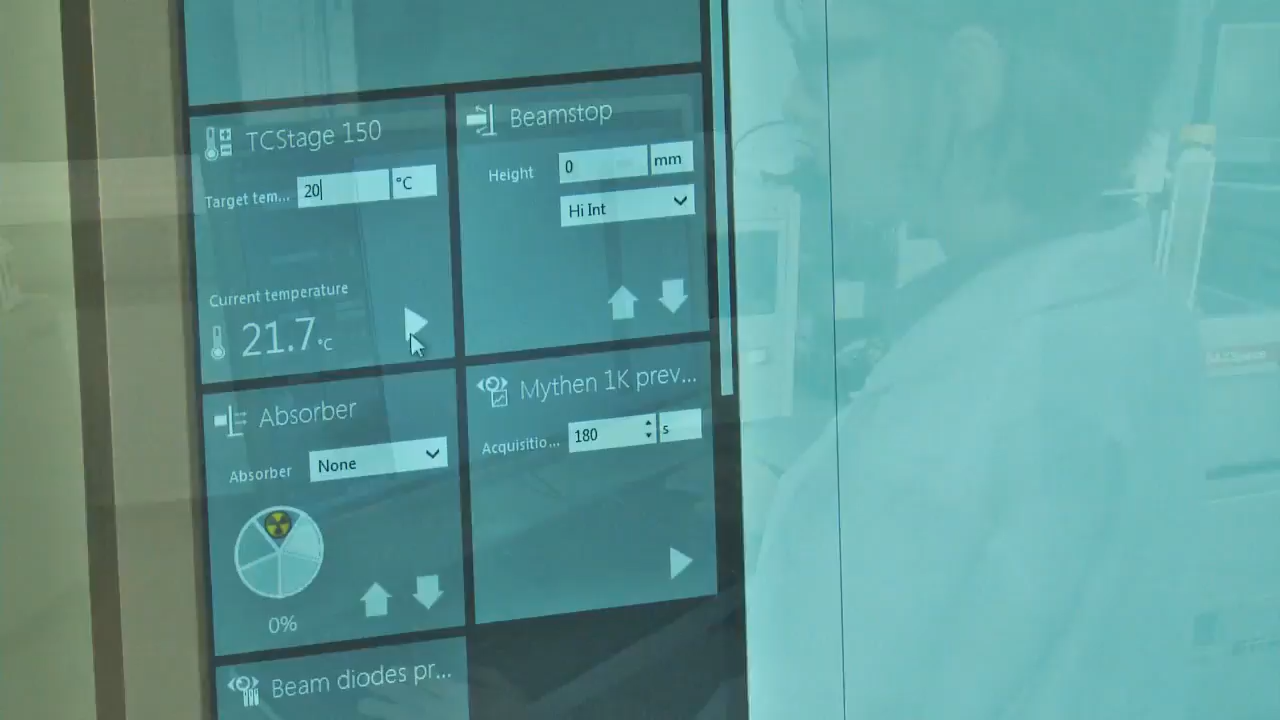 TCStage 150
Target tem...
20
°C
Current temperature
21.7 °C
Beamstop
Height
0
mm
Hi Int
Absorber
Absorber
None
0%
Mythen 1K prev...
Acquisitio...
180
s
Beam diodes pr...